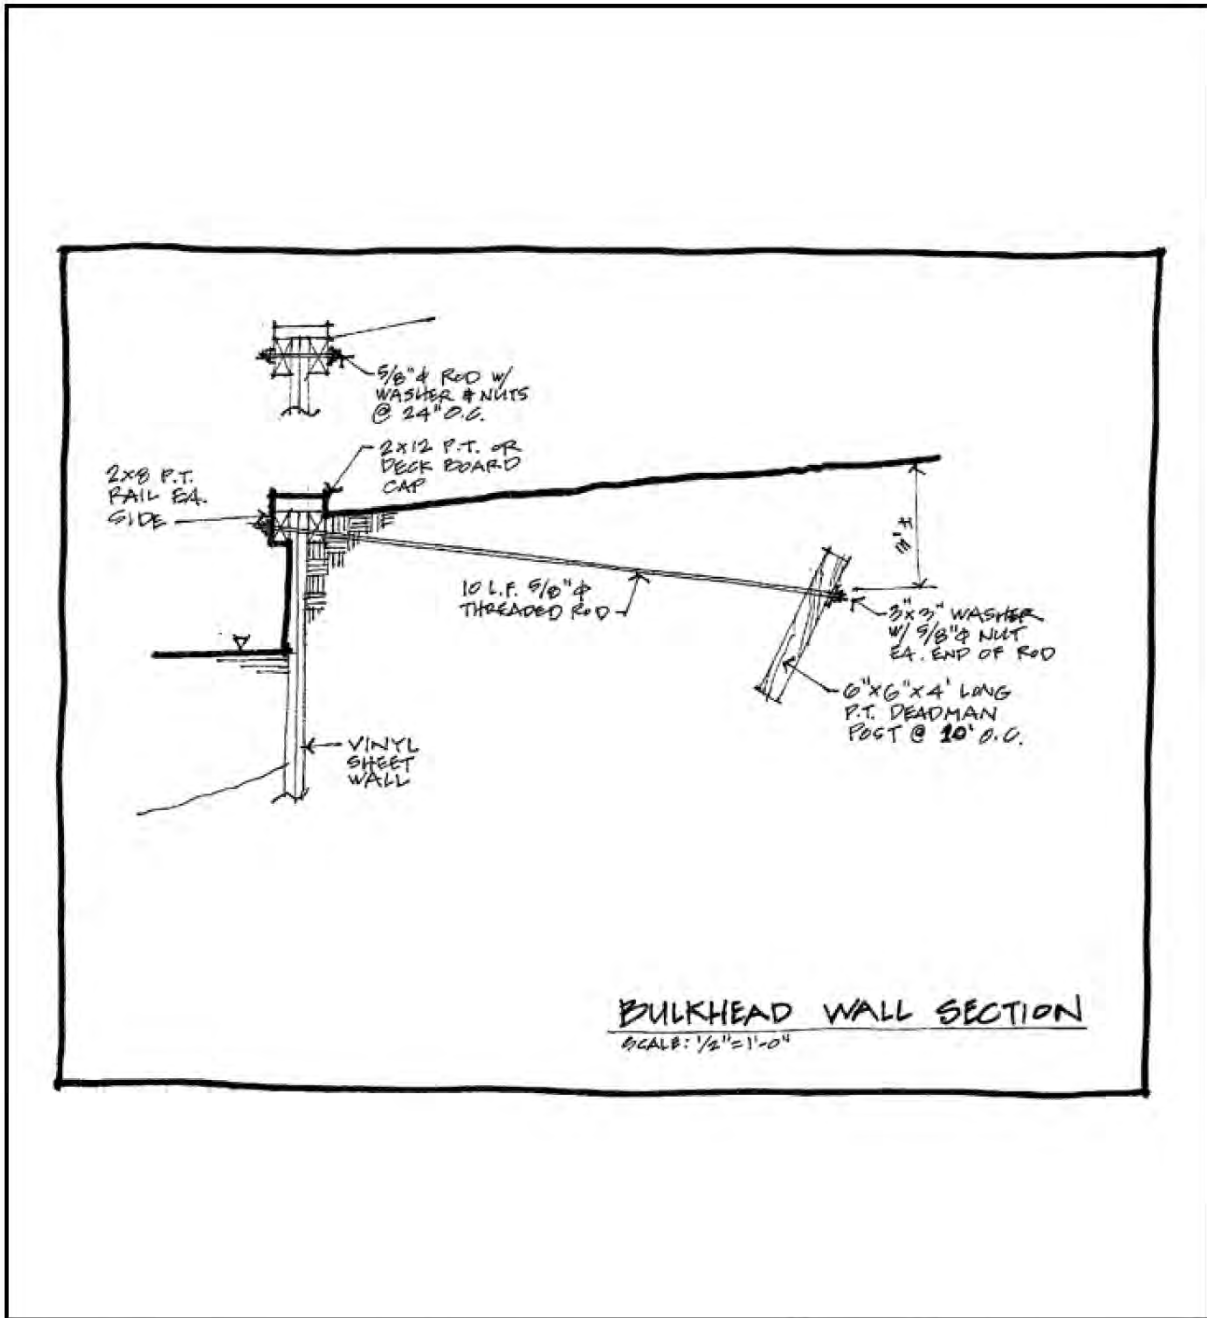 5/8"φ ROD W/
WASHER & NUTS
@ 24" O.C.
2x12 P.T. OR
DECK BOARD
CAP
2x8 P.T.
RAIL EA.
SIDE
3'±
10 L.F. 5/8"φ
THREADED ROD
3"x3" WASHER
W/ 5/8"φ NUT
EA. END OF ROD
6"x6"x4' LONG
P.T. DEADMAN
POST @ 10' O.C.
VINYL
SHEET
WALL
BULKHEAD WALL SECTION
SCALE: 1/2"=1'-0"